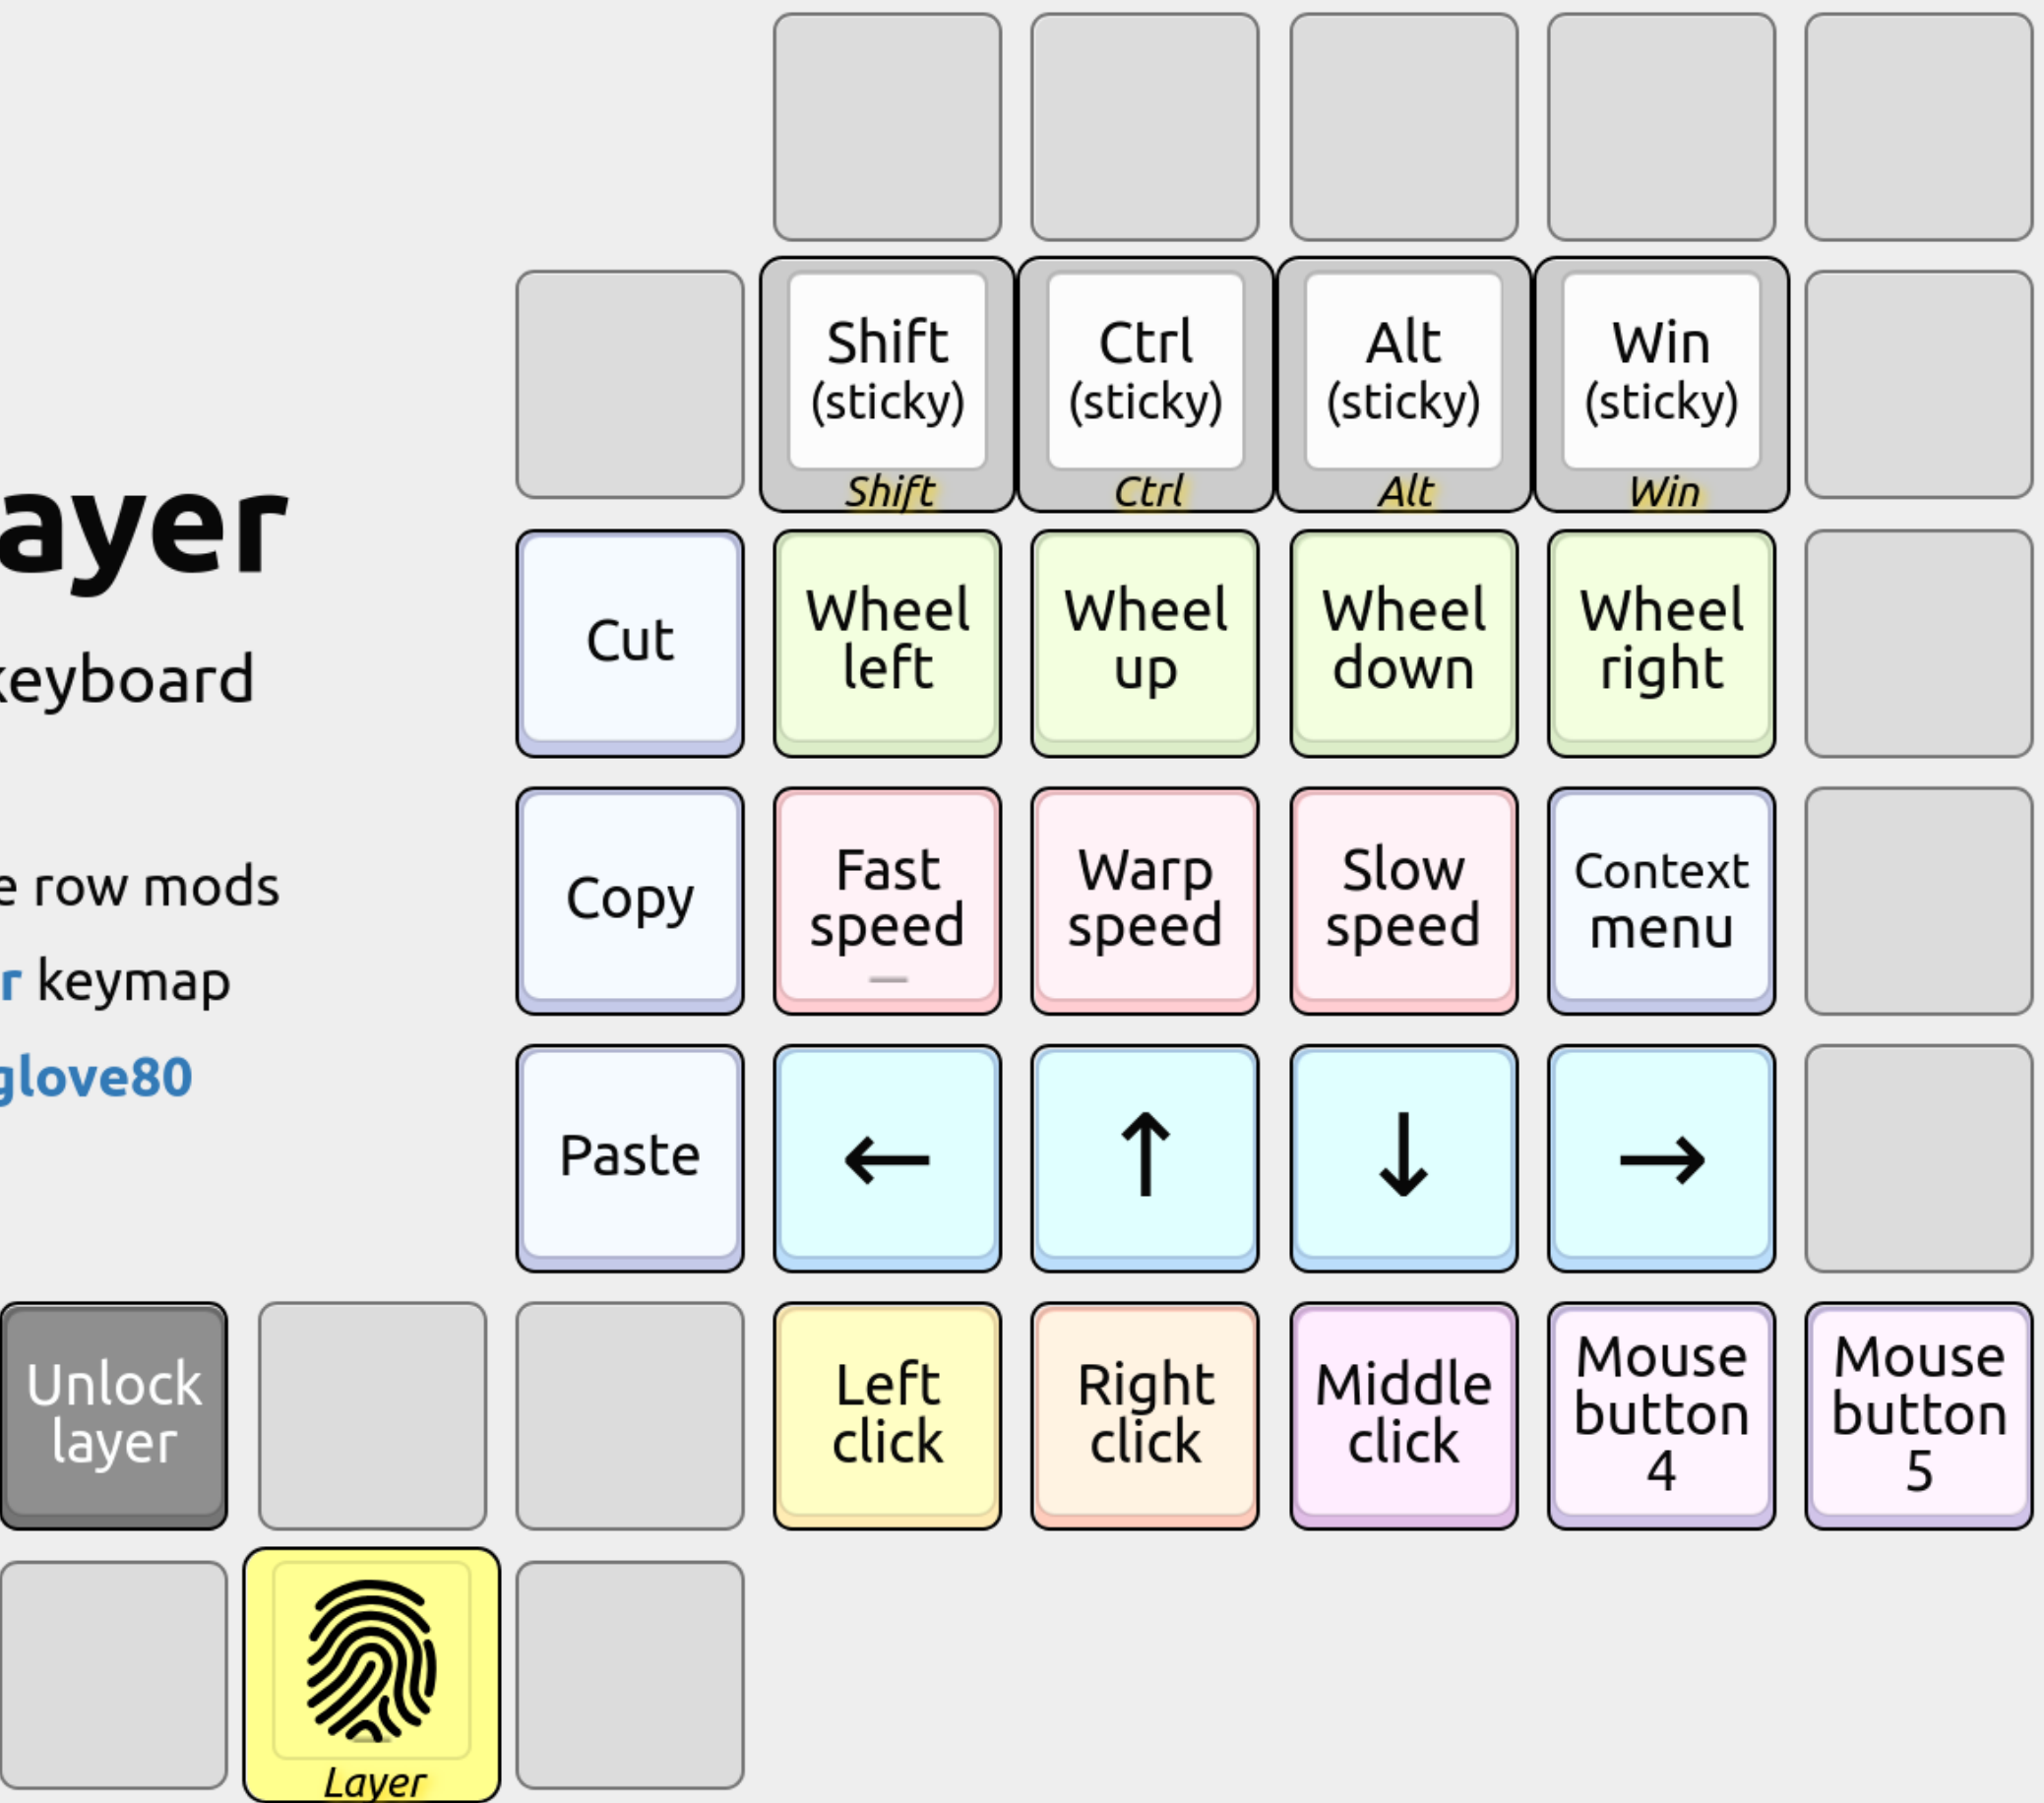 Shift
(sticky)
Shift
Ctrl
(sticky)
Ctrl
Alt
(sticky)
Alt
Win
(sticky)
Win
ayer
keyboard
e row mods
r keymap
glove80
Cut
Wheel
left
Wheel
up
Wheel
down
Wheel
right
Copy
Fast
speed
Warp
speed
Slow
speed
Context
menu
Paste
←
↑
↓
→
Unlock
layer
Left
click
Right
click
Middle
click
Mouse
button
4
Mouse
button
5
Layer